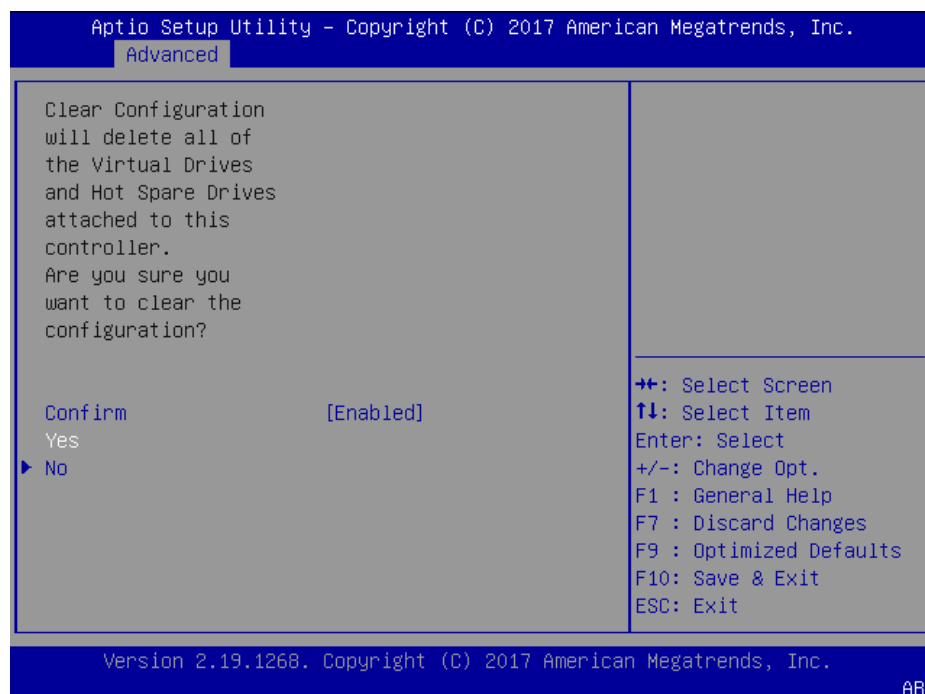 Aptio Setup Utility – Copyright (C) 2017 American Megatrends, Inc.
Advanced
Clear Configuration
will delete all of
the Virtual Drives
and Hot Spare Drives
attached to this
controller.
Are you sure you
want to clear the
configuration?
Confirm [Enabled]
Yes
No
→←: Select Screen
↑↓: Select Item
Enter: Select
+/-: Change Opt.
F1 : General Help
F7 : Discard Changes
F9 : Optimized Defaults
F10: Save & Exit
ESC: Exit
Version 2.19.1268. Copyright (C) 2017 American Megatrends, Inc.
AB